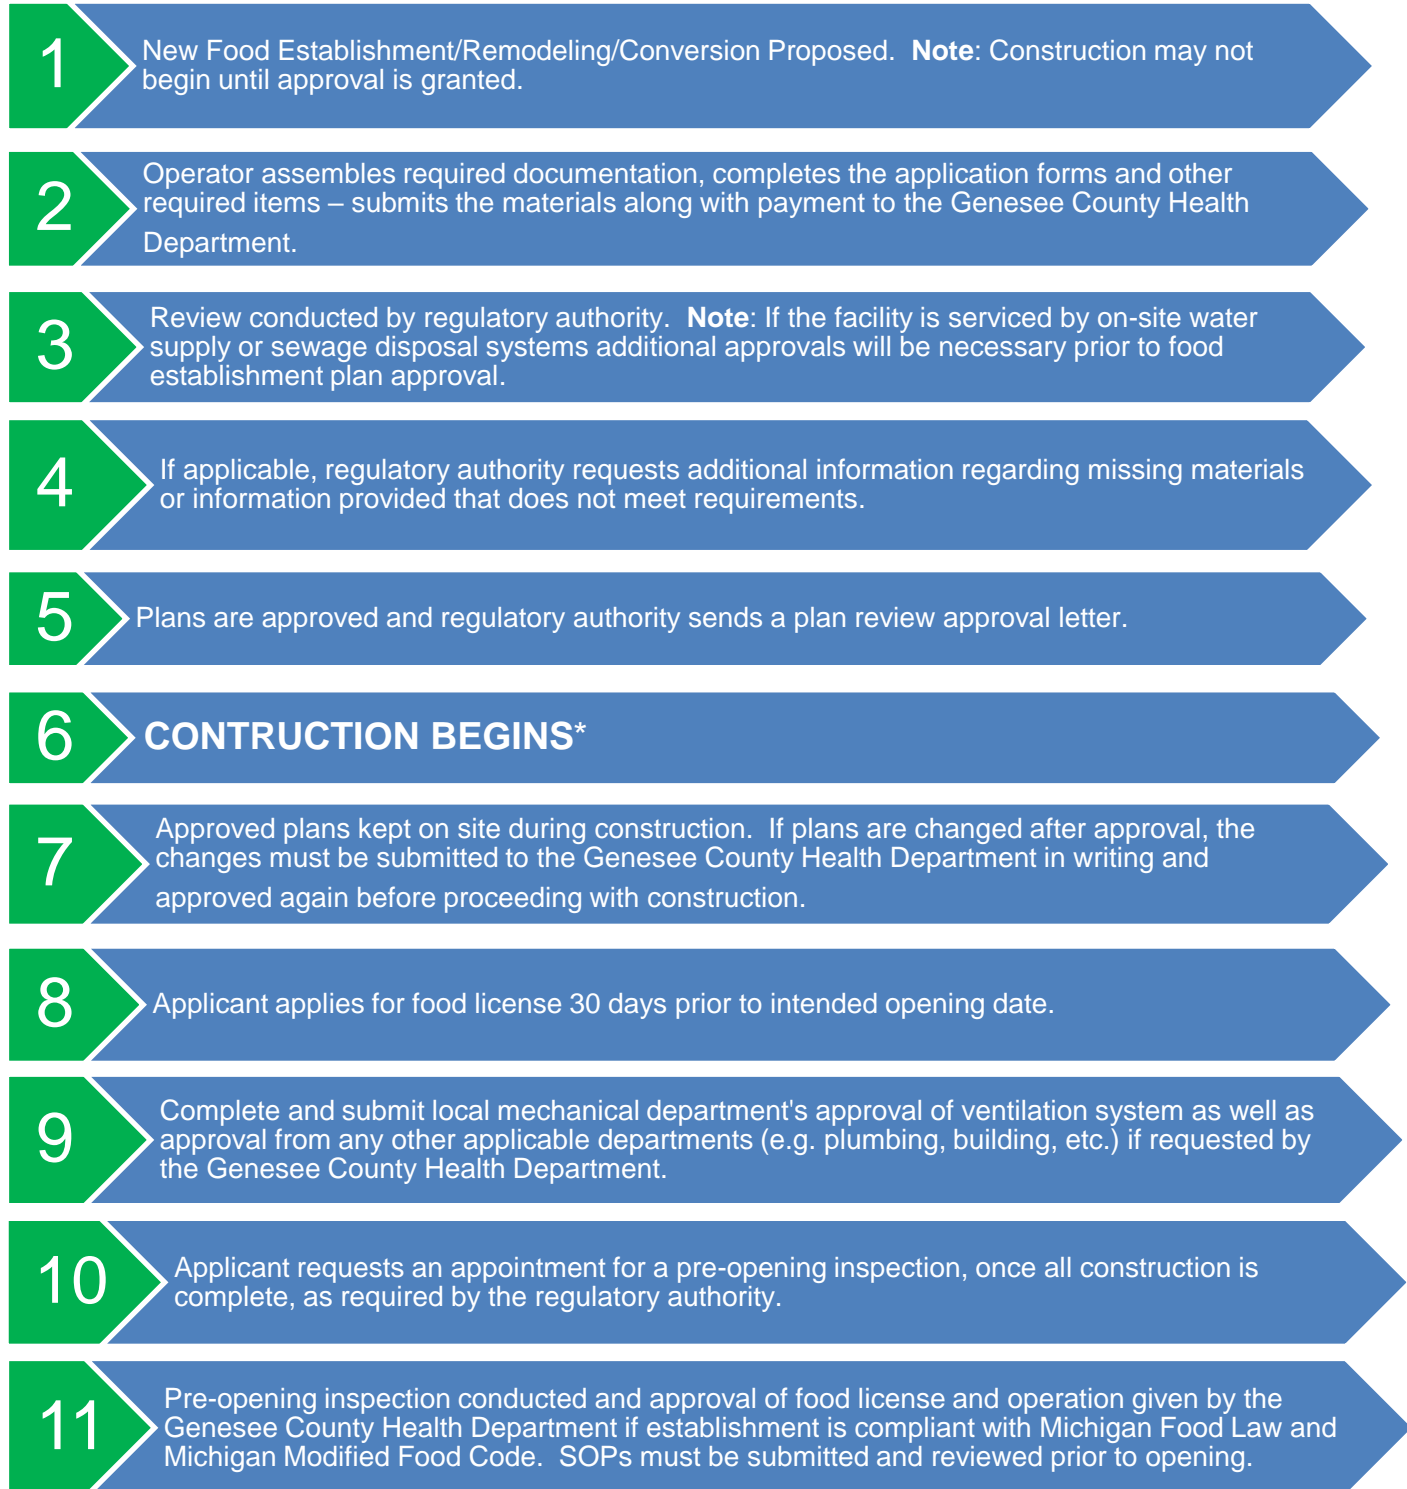 1
New Food Establishment/Remodeling/Conversion Proposed.  Note: Construction may not
begin until approval is granted.
2
Operator assembles required documentation, completes the application forms and other
required items – submits the materials along with payment to the Genesee County Health
Department.
3
Review conducted by regulatory authority.  Note: If the facility is serviced by on-site water
supply or sewage disposal systems additional approvals will be necessary prior to food
establishment plan approval.
4
If applicable, regulatory authority requests additional information regarding missing materials
or information provided that does not meet requirements.
5
Plans are approved and regulatory authority sends a plan review approval letter.
6
CONTRUCTION BEGINS*
7
Approved plans kept on site during construction.  If plans are changed after approval, the
changes must be submitted to the Genesee County Health Department in writing and
approved again before proceeding with construction.
8
Applicant applies for food license 30 days prior to intended opening date.
9
Complete and submit local mechanical department's approval of ventilation system as well as
approval from any other applicable departments (e.g. plumbing, building, etc.) if requested by
the Genesee County Health Department.
10
Applicant requests an appointment for a pre-opening inspection, once all construction is
complete, as required by the regulatory authority.
11
Pre-opening inspection conducted and approval of food license and operation given by the
Genesee County Health Department if establishment is compliant with Michigan Food Law and
Michigan Modified Food Code.  SOPs must be submitted and reviewed prior to opening.